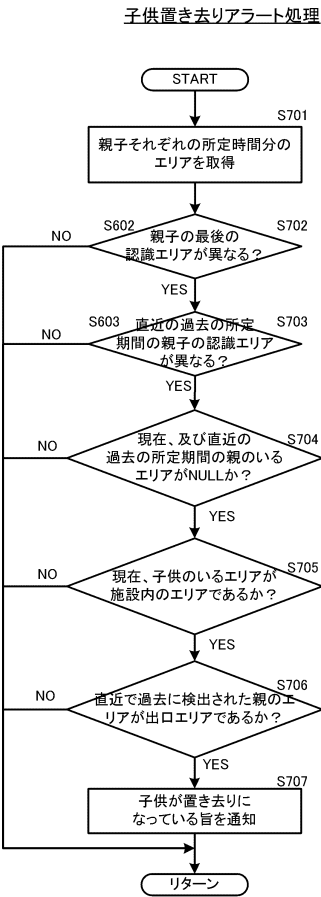 子供置き去りアラート処理
START
S701
親子それぞれの所定時間分の
エリアを取得
NO
S602
S702
親子の最後の
認識エリアが異なる？
YES
NO
S603
S703
直近の過去の所定
期間の親子の認識エリア
が異なる？
YES
NO
S704
現在、及び直近の
過去の所定期間の親のいる
エリアがNULLか？
YES
NO
S705
現在、子供のいるエリアが
施設内のエリアであるか？
YES
NO
S706
直近で過去に検出された親のエ
リアが出口エリアであるか？
YES
S707
子供が置き去りに
なっている旨を通知
リターン